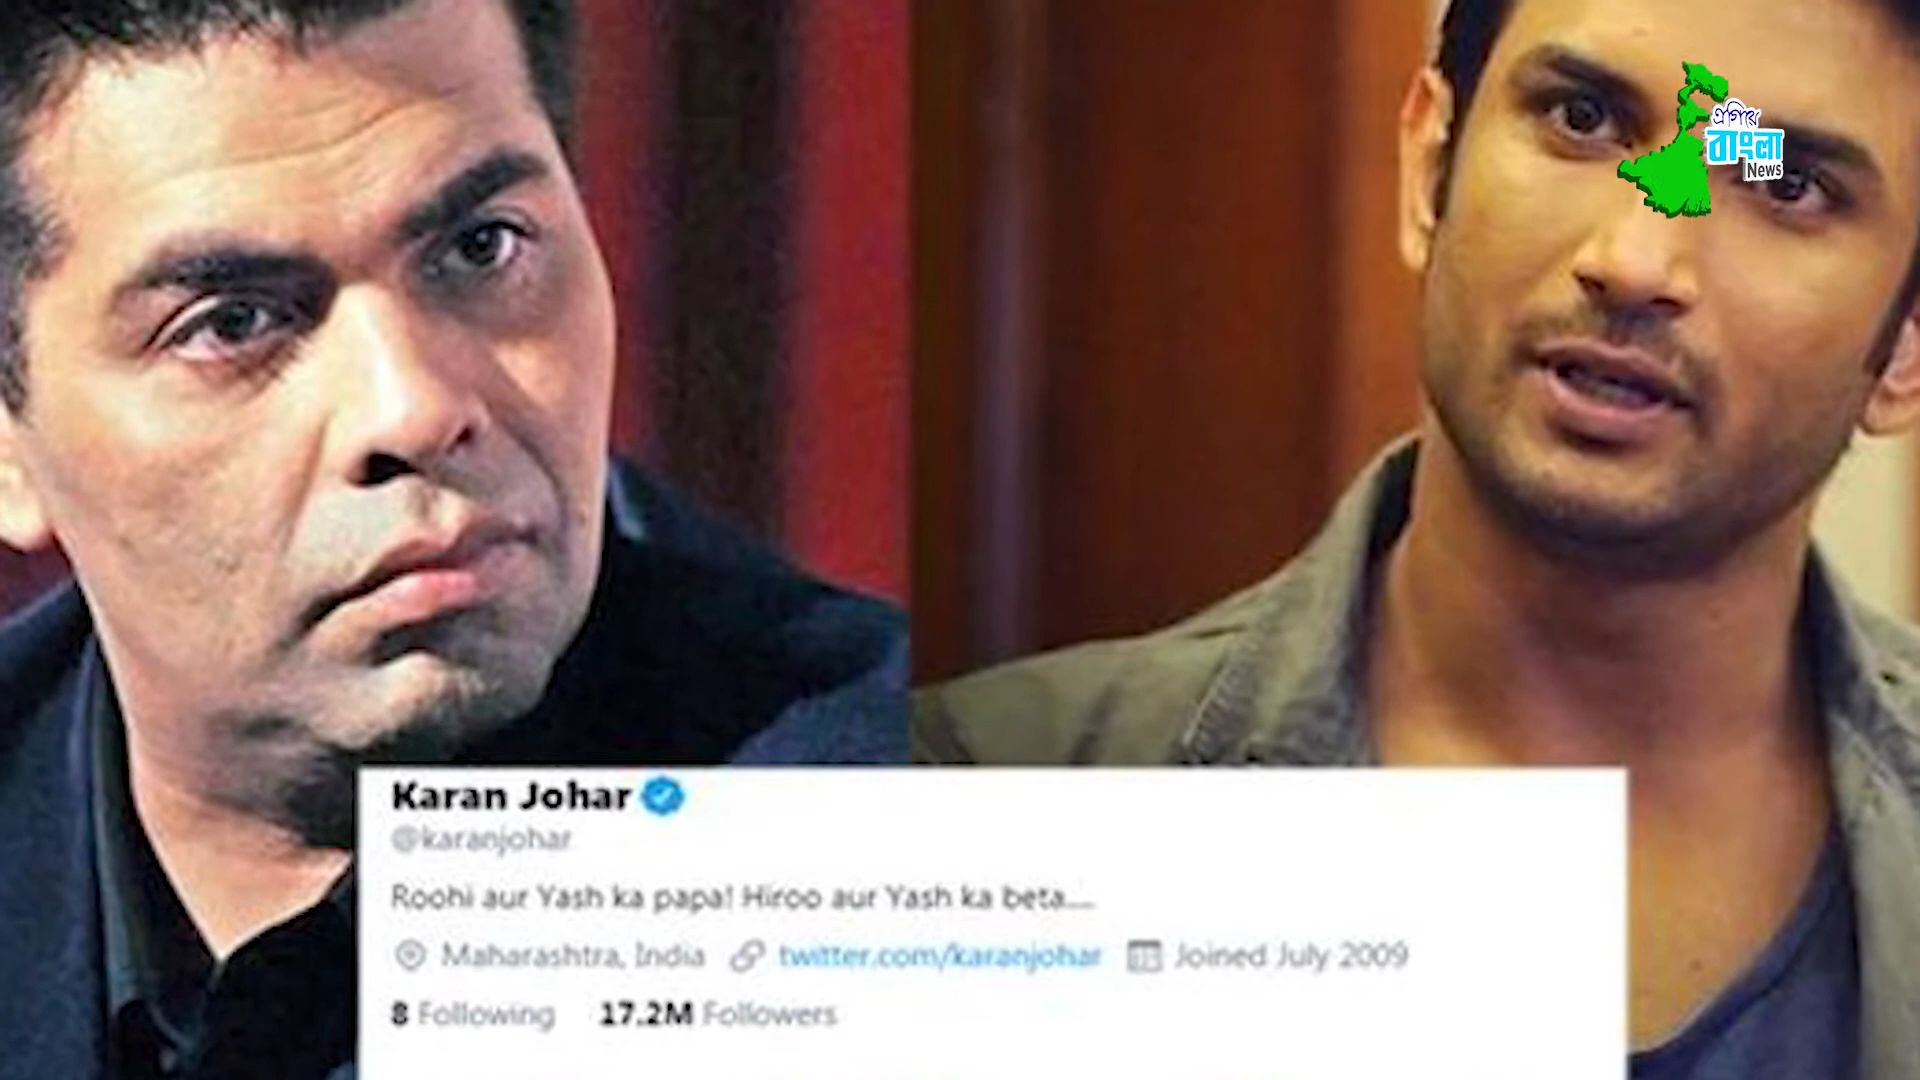 এগিয়ে
বাংলা
News
Karan Johar
@karanjohar
Roohi aur Yash ka papa! Hiroo aur Yash ka beta....
Maharashtra, India twitter.com/karanjohar Joined July 2009
8 Following 17.2M Followers